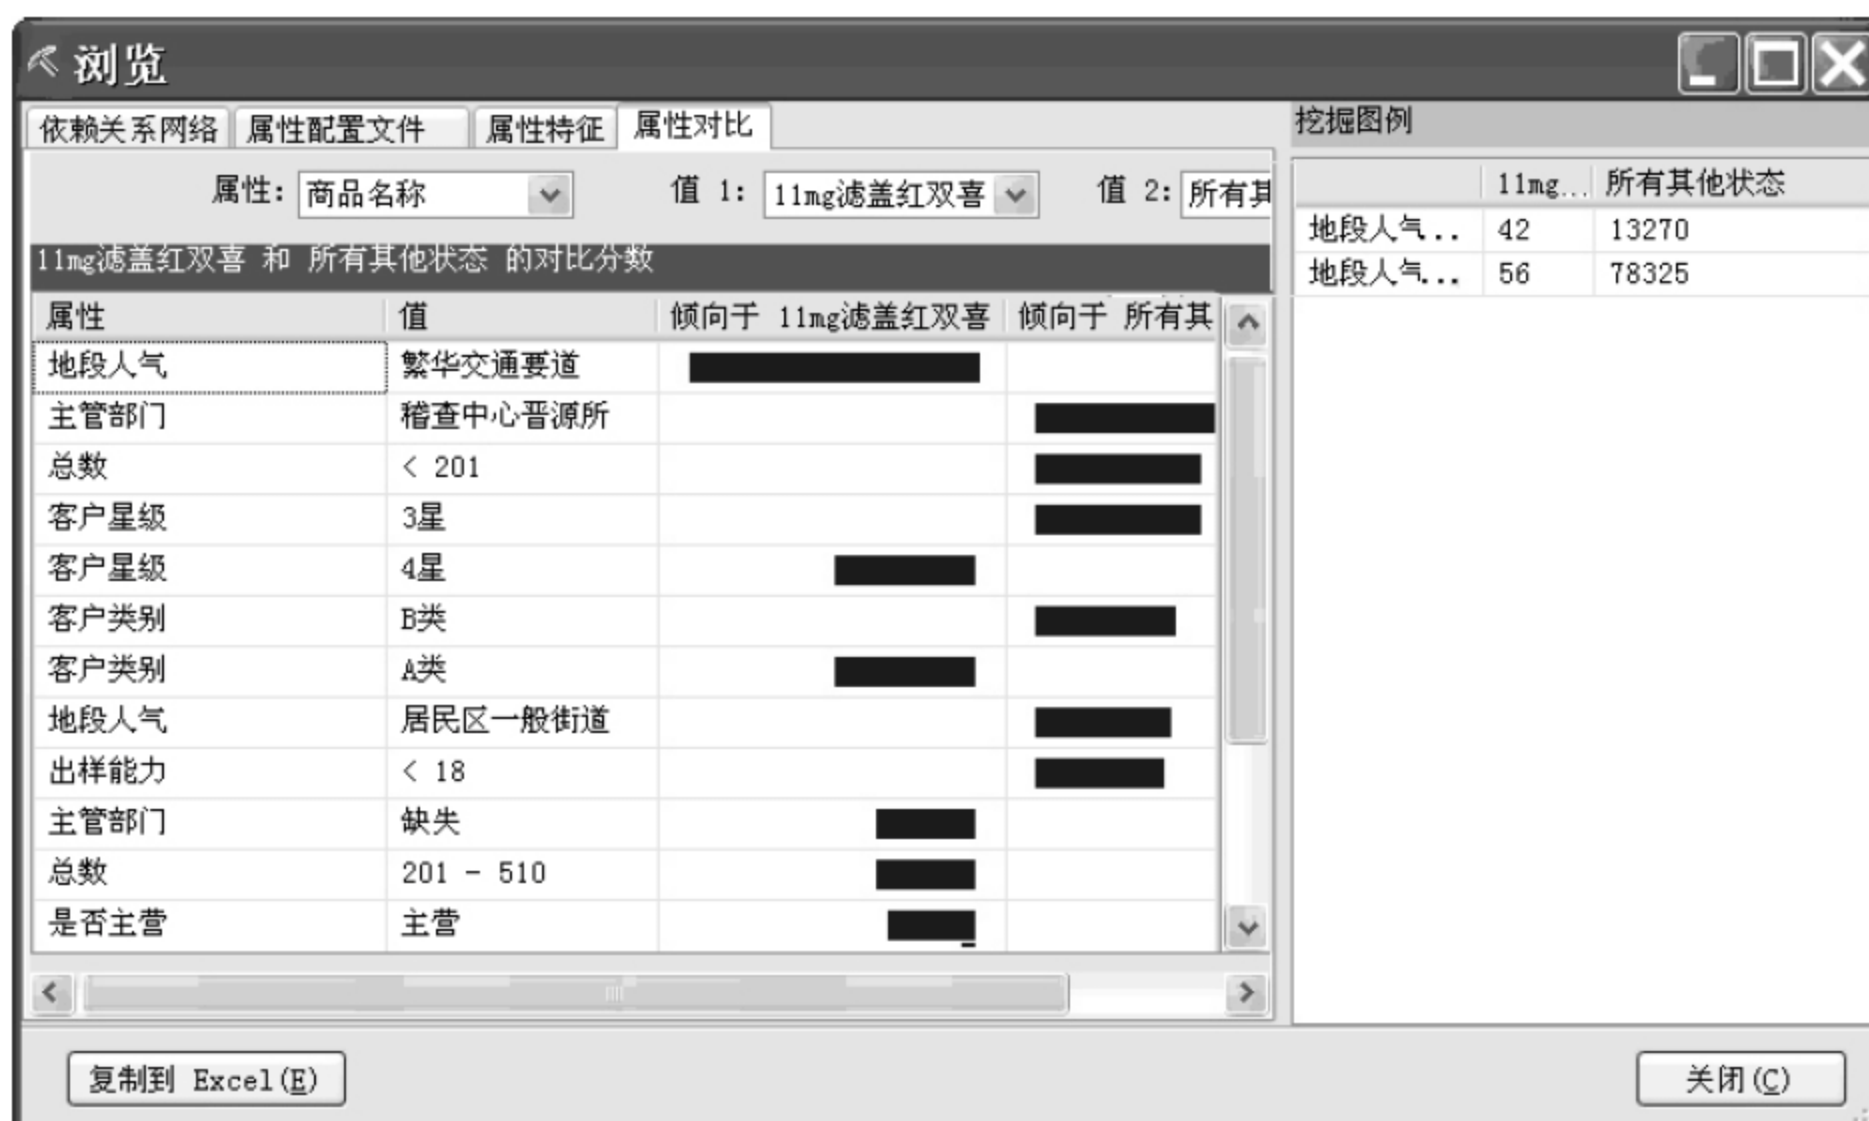 浏览
依赖关系网络 属性配置文件 属性特征 属性对比
属性: 商品名称 值 1: 11mg滤盖红双喜 值 2: 所有其
11mg滤盖红双喜 和 所有其他状态 的对比分数
属性 值 倾向于 11mg滤盖红双喜 倾向于 所有其
地段人气 繁华交通要道
主管部门 稽查中心晋源所
总数 < 201
客户星级 3星
客户星级 4星
客户类别 B类
客户类别 A类
地段人气 居民区一般街道
出样能力 < 18
主管部门 缺失
总数 201 - 510
是否主营 主营
挖掘图例
11mg... 所有其他状态
地段人气... 42 13270
地段人气... 56 78325
复制到 Excel(E)
关闭(C)